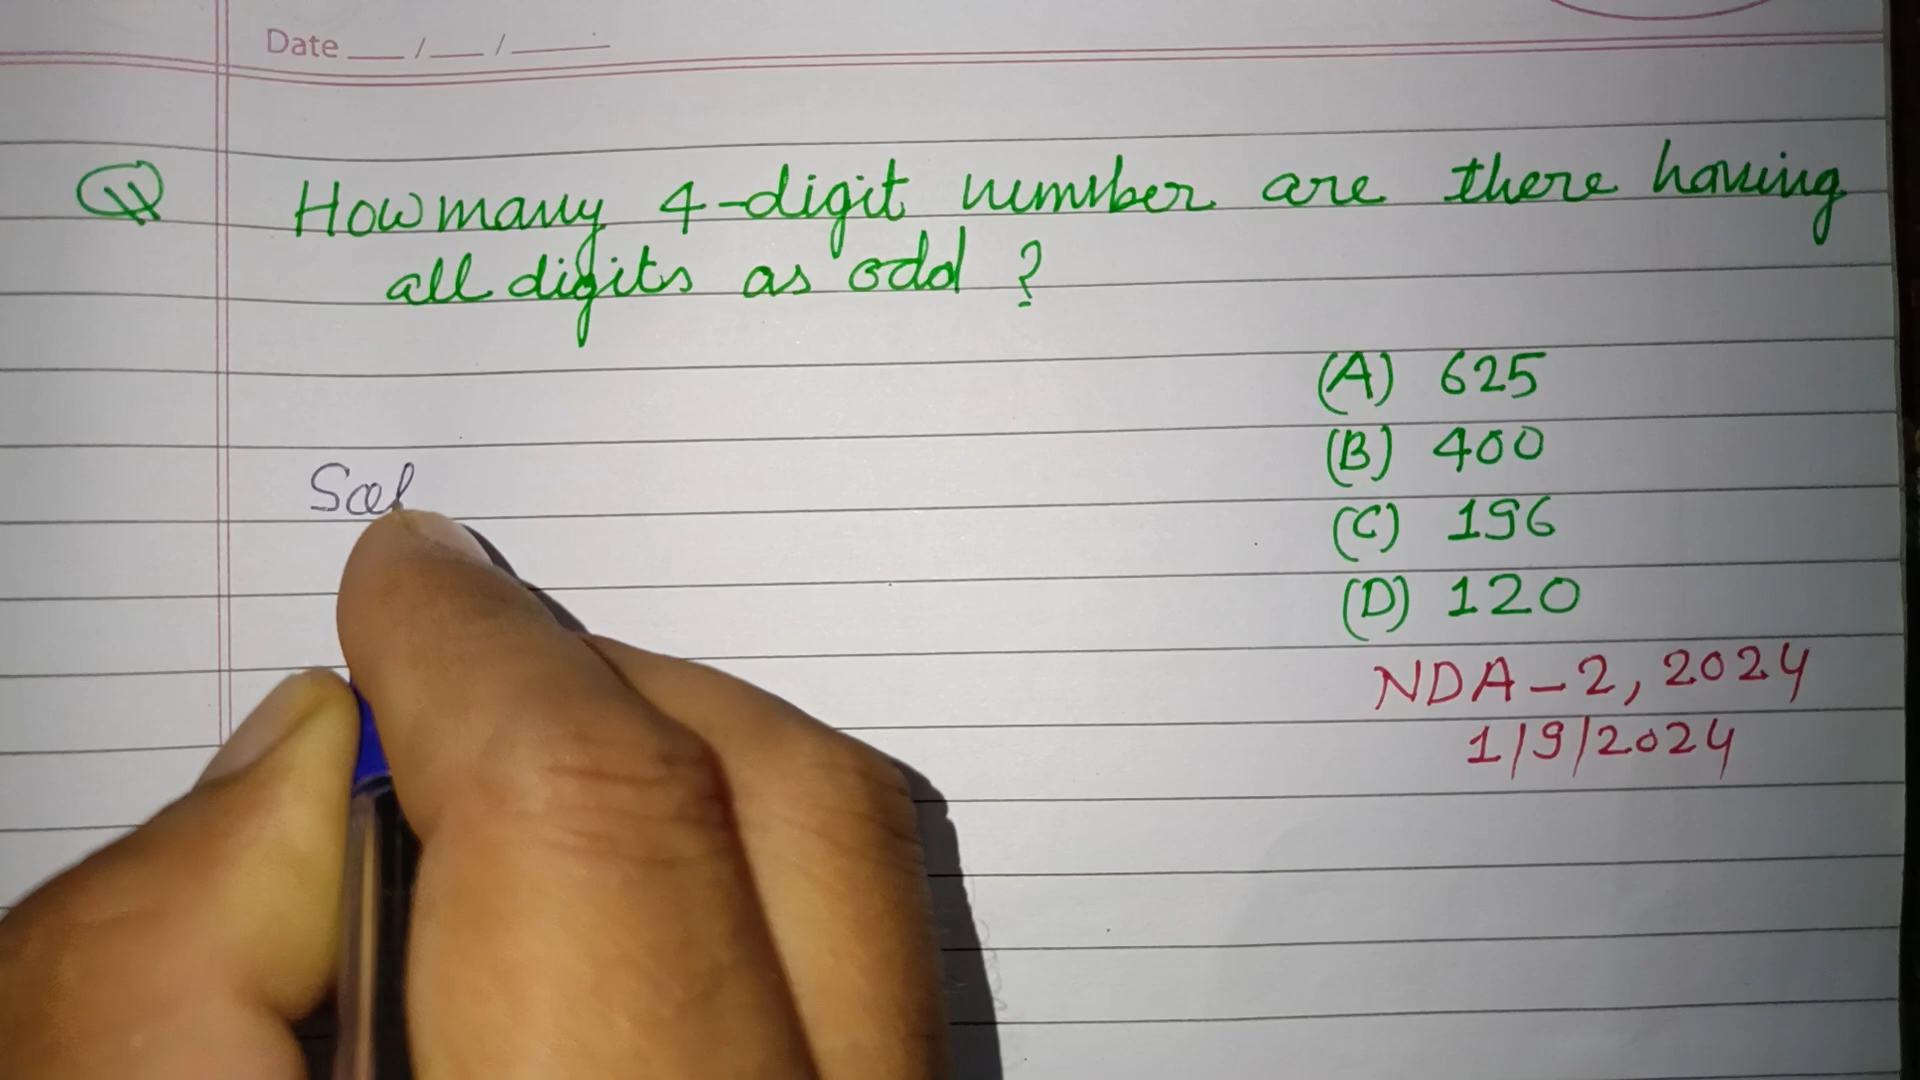 Date __/__/____
Q How many 4-digit number are there having
all digits as odd ?
(A) 625
(B) 400
(C) 196
(D) 120
Sol
NDA-2, 2024
1/9/2024